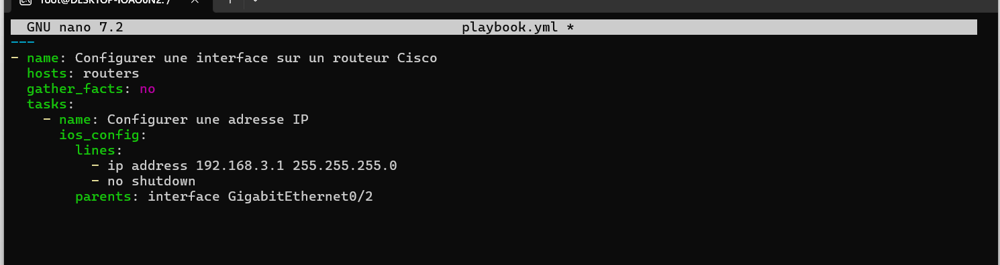 GNU nano 7.2 playbook.yml *
---
- name: Configurer une interface sur un routeur Cisco
  hosts: routers
  gather_facts: no
  tasks:
    - name: Configurer une adresse IP
      ios_config:
        lines:
          - ip address 192.168.3.1 255.255.255.0
          - no shutdown
        parents: interface GigabitEthernet0/2